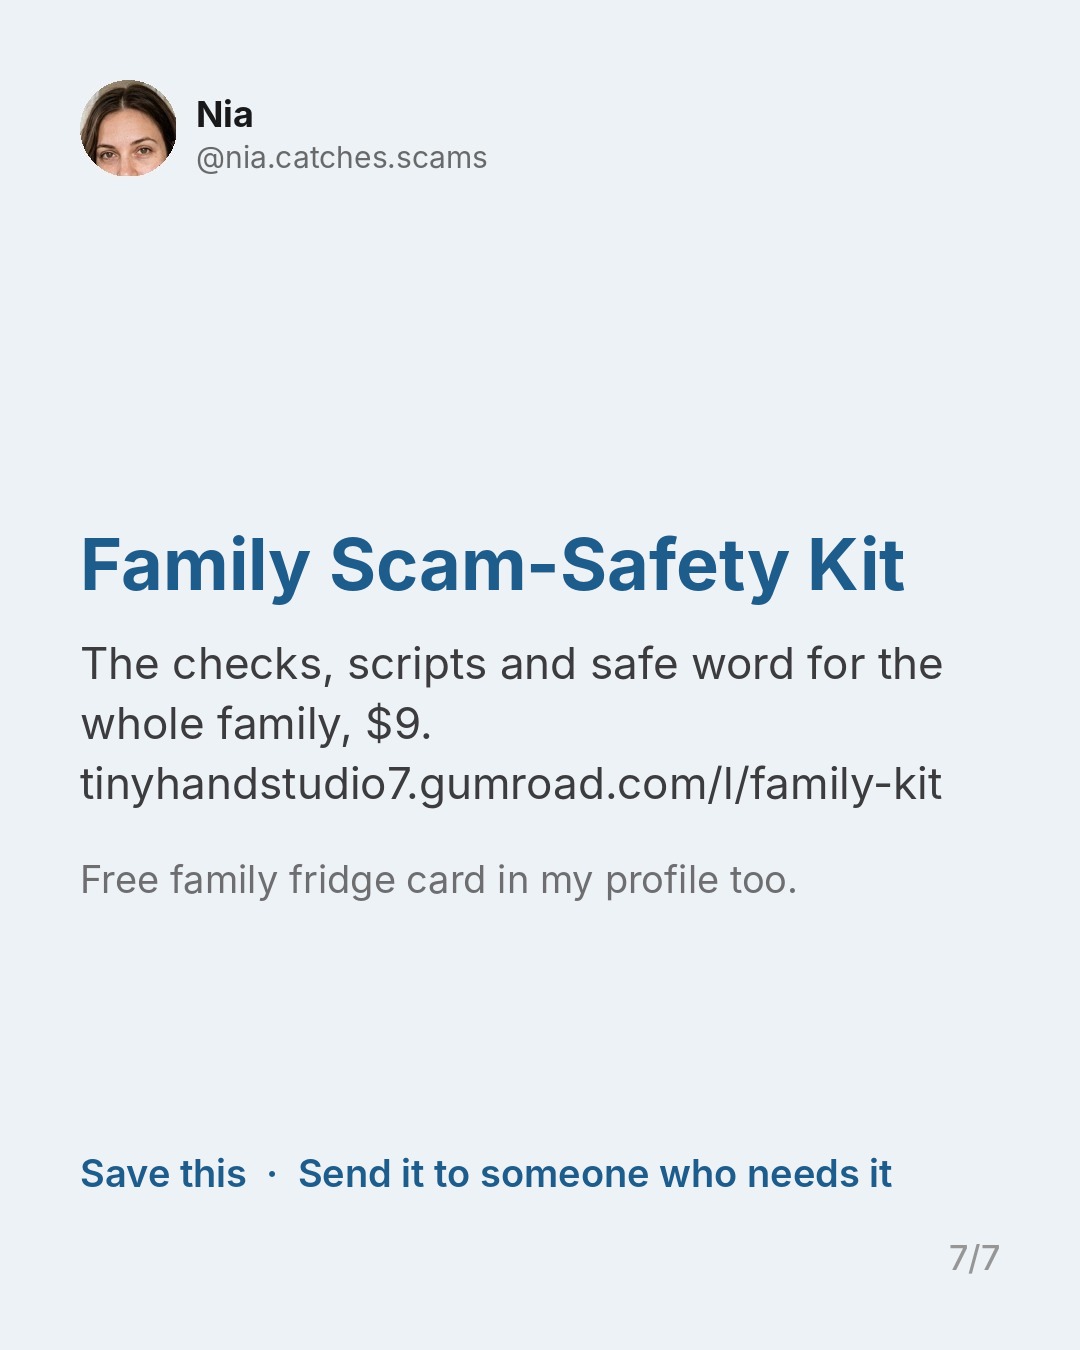 Nia
@nia.catches.scams
Family Scam-Safety Kit
The checks, scripts and safe word for the
whole family, $9.
tinyhandstudio7.gumroad.com/l/family-kit
Free family fridge card in my profile too.
Save this · Send it to someone who needs it
7/7